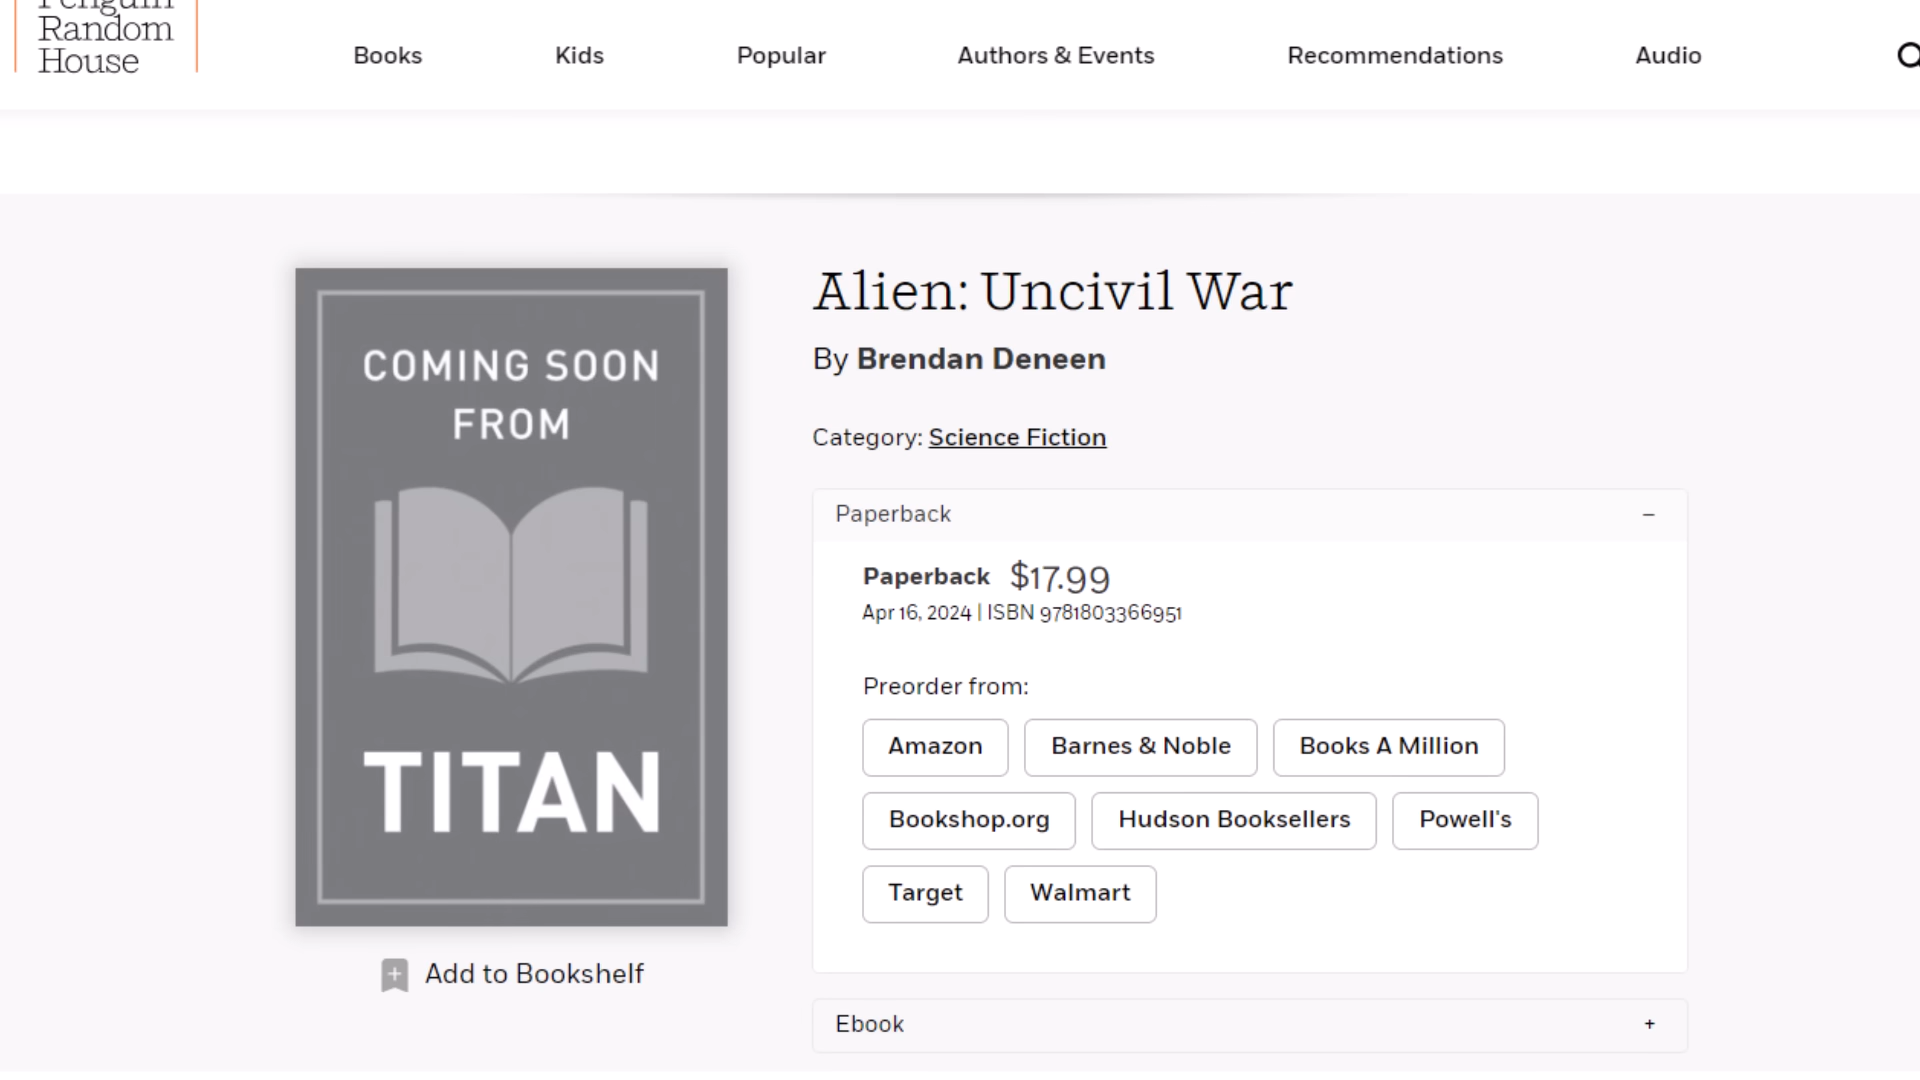 Penguin
Random
House
Books
Kids
Popular
Authors & Events
Recommendations
Audio
COMING SOON
FROM
TITAN
Add to Bookshelf
Alien: Uncivil War
By Brendan Deneen
Category: Science Fiction
Paperback –
Paperback $17.99
Apr 16, 2024 | ISBN 9781803366951
Preorder from:
Amazon
Barnes & Noble
Books A Million
Bookshop.org
Hudson Booksellers
Powell's
Target
Walmart
Ebook +